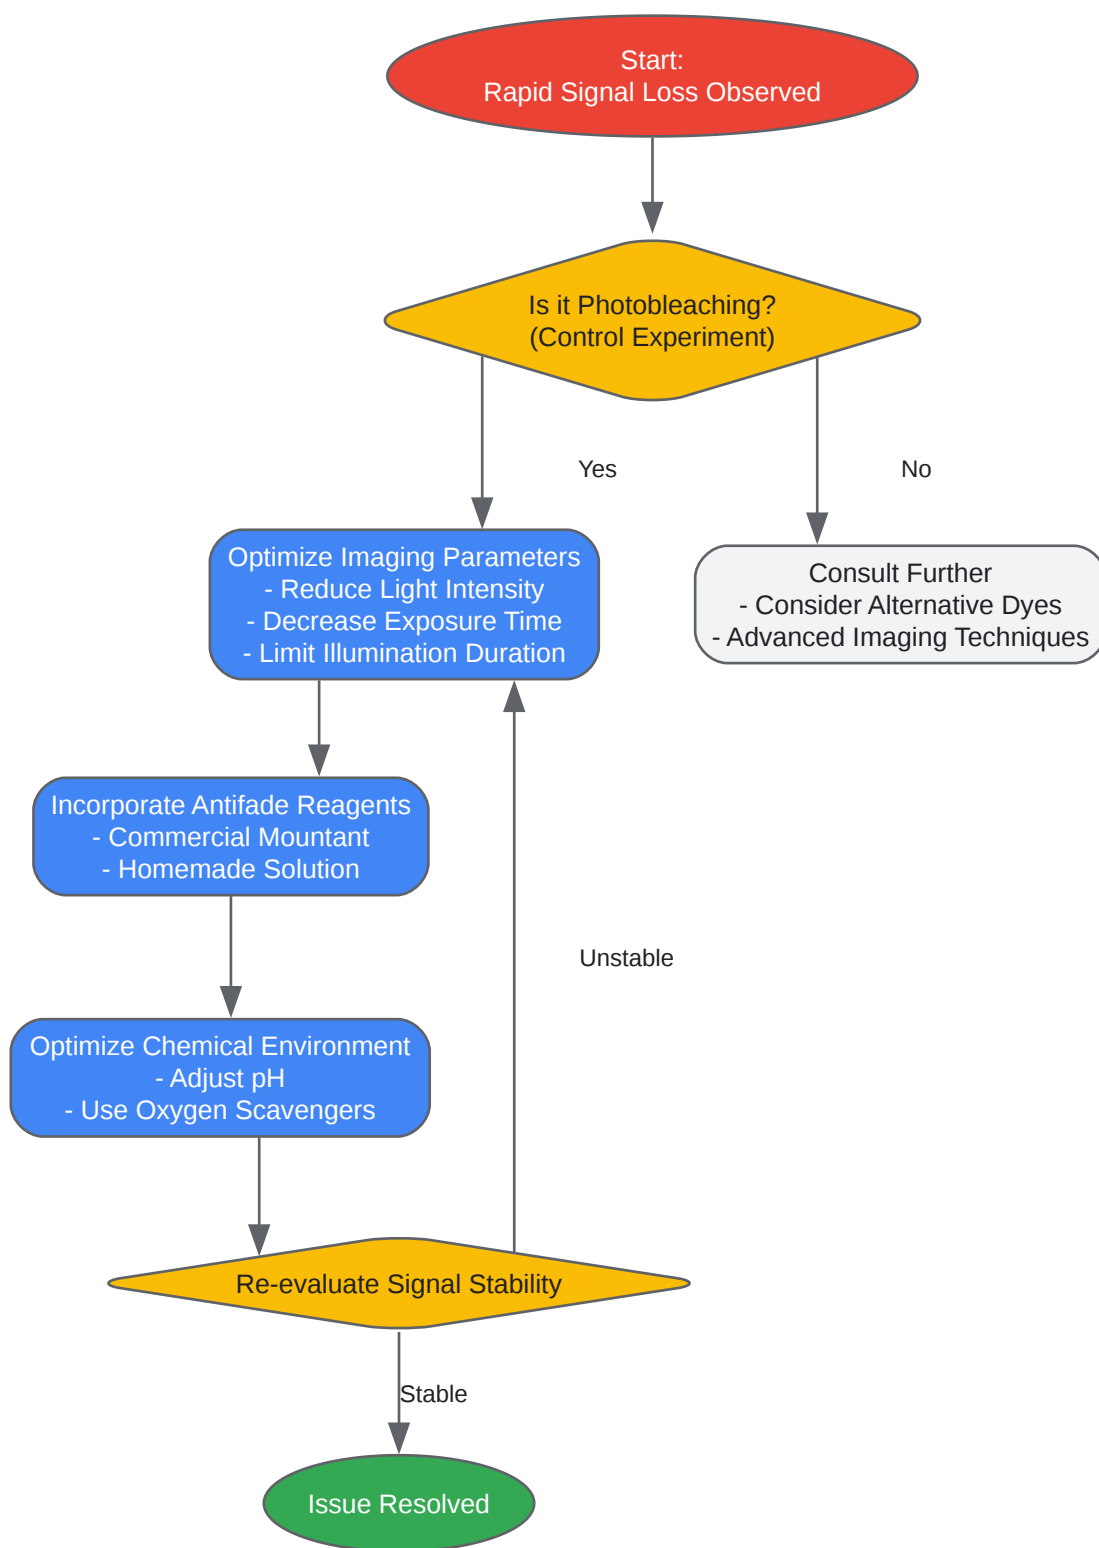 Start:
Rapid Signal Loss Observed
Is it Photobleaching?
(Control Experiment)
Yes
No
Optimize Imaging Parameters
- Reduce Light Intensity
- Decrease Exposure Time
- Limit Illumination Duration
Consult Further
- Consider Alternative Dyes
- Advanced Imaging Techniques
Incorporate Antifade Reagents
- Commercial Mountant
- Homemade Solution
Unstable
Optimize Chemical Environment
- Adjust pH
- Use Oxygen Scavengers
Re-evaluate Signal Stability
Stable
Issue Resolved